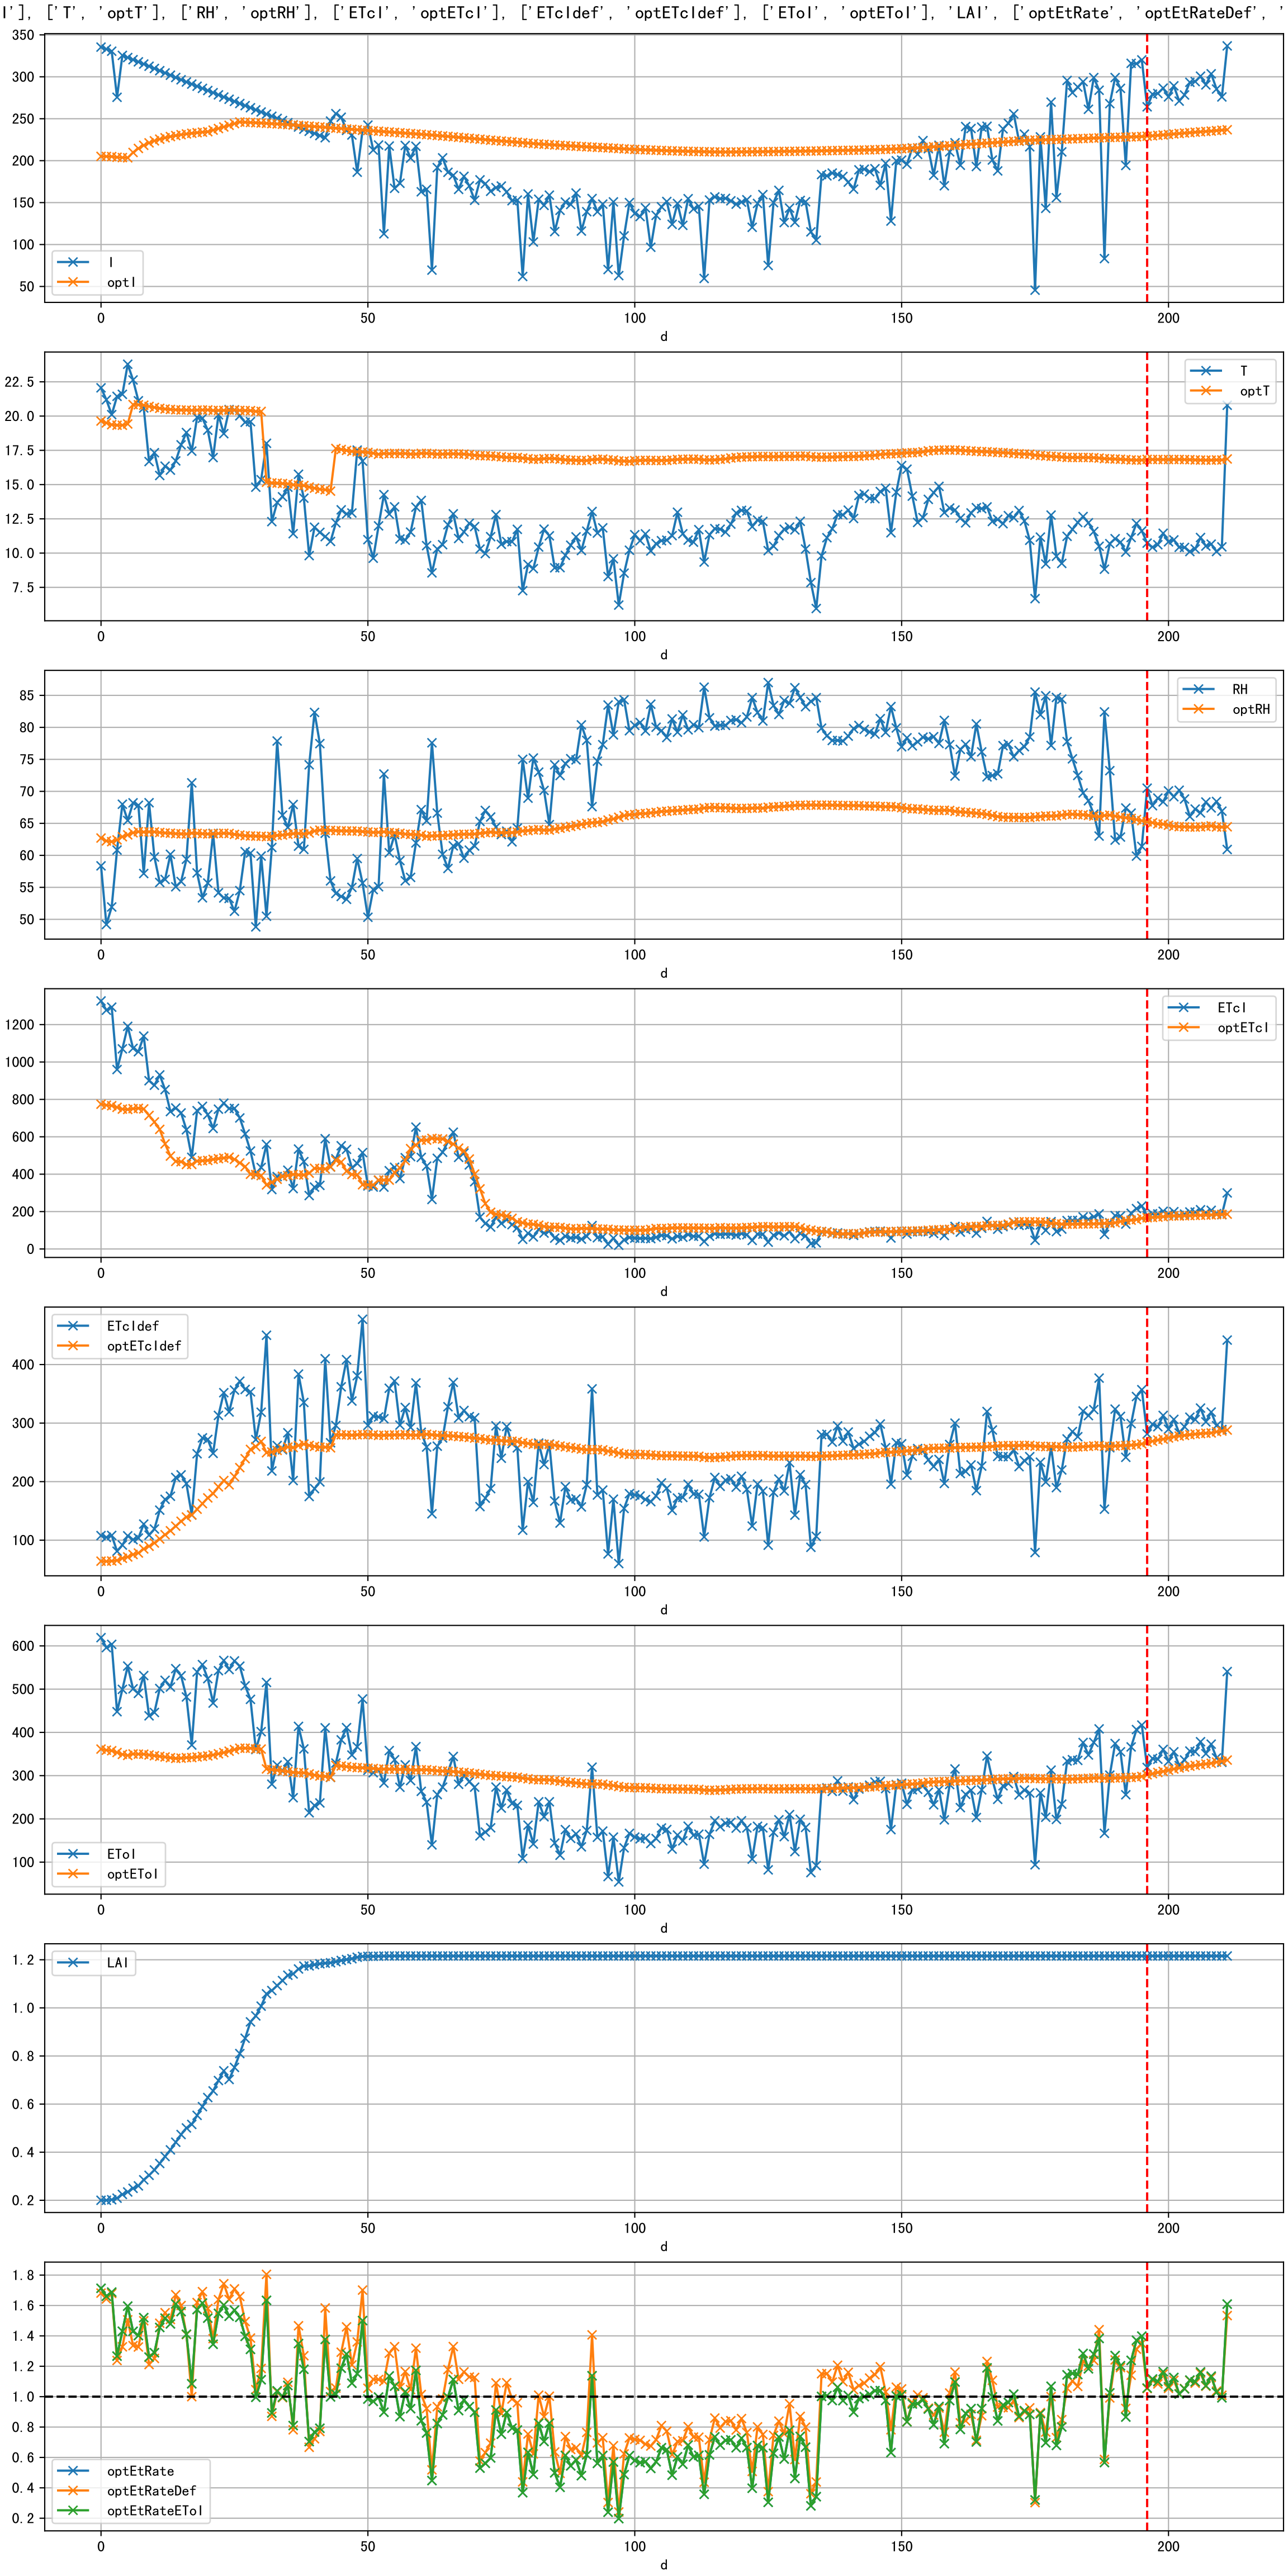 I'], ['T', 'optT'], ['RH', 'optRH'], ['ETcI', 'optETcI'], ['ETcIdef', 'optETcIdef'], ['EToI', 'optEToI'], 'LAI', ['optEtRate', 'optEtRateDef', '
350
300
250
200
150
100
50
I
optI
0 50 100 150 200
d
22.5
20.0
17.5
15.0
12.5
10.0
7.5
T
optT
0 50 100 150 200
d
85
80
75
70
65
60
55
50
RH
optRH
0 50 100 150 200
d
1200
1000
800
600
400
200
0
ETcI
optETcI
0 50 100 150 200
d
400
300
200
100
ETcIdef
optETcIdef
0 50 100 150 200
d
600
500
400
300
200
100
EToI
optEToI
0 50 100 150 200
d
1.2
1.0
0.8
0.6
0.4
0.2
LAI
0 50 100 150 200
d
1.8
1.6
1.4
1.2
1.0
0.8
0.6
0.4
0.2
optEtRate
optEtRateDef
optEtRateEToI
0 50 100 150 200
d